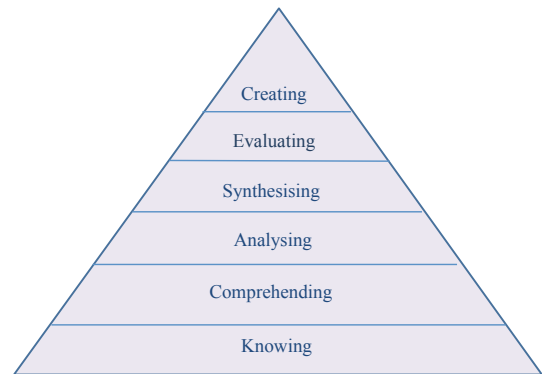 Creating
Evaluating
Synthesising
Analysing
Comprehending
Knowing